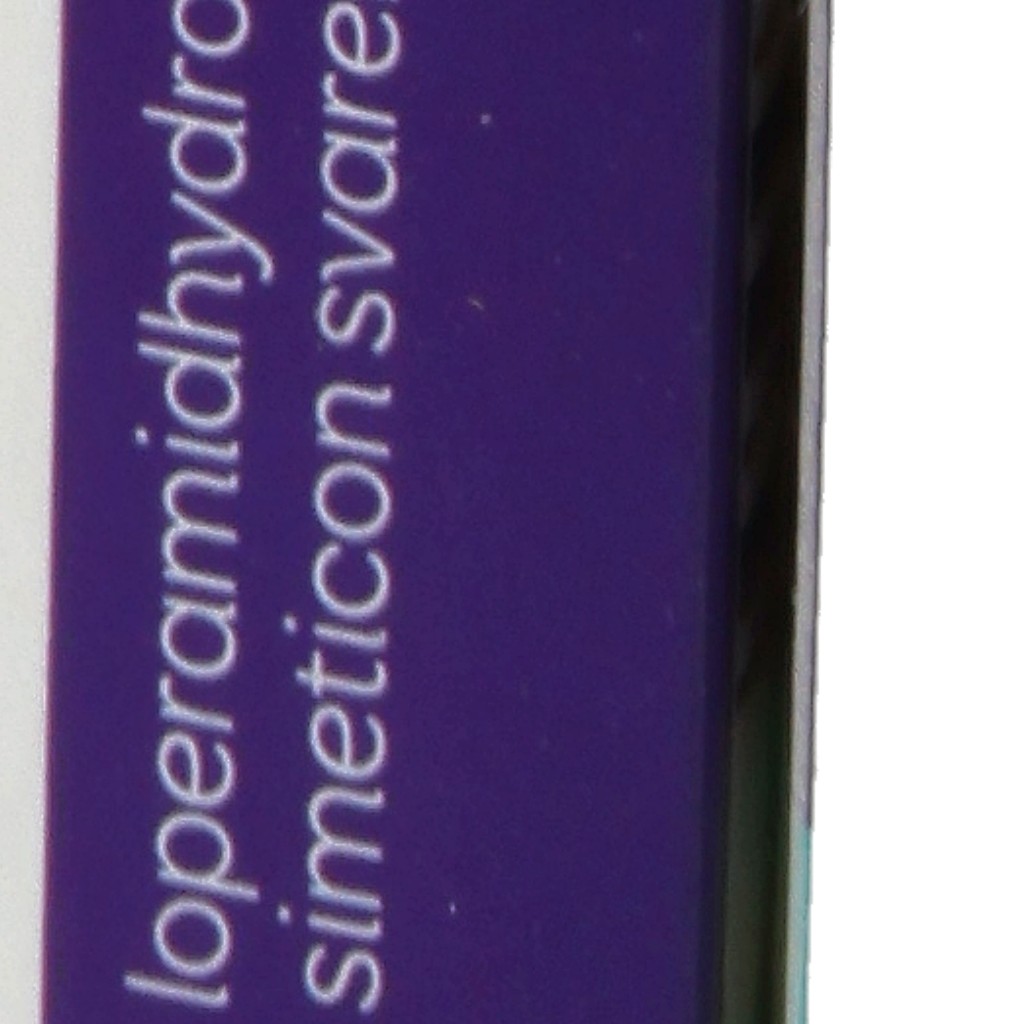 loperamidhydro
simeticon svare